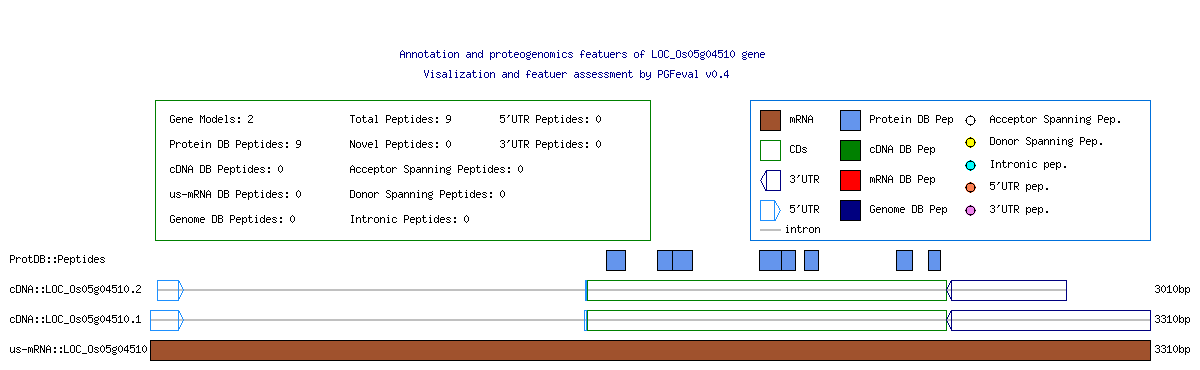 Annotation and proteogenomics featuers of LOC_Os05g04510 gene
Visalization and featuer assessment by PGFeval v0.4
Gene Models: 2 Total Peptides: 9 5'UTR Peptides: 0
Protein DB Peptides: 9 Novel Peptides: 0 3'UTR Peptides: 0
cDNA DB Peptides: 0 Acceptor Spanning Peptides: 0
us-mRNA DB Peptides: 0 Donor Spanning Peptides: 0
Genome DB Peptides: 0 Intronic Peptides: 0
mRNA Protein DB Pep Acceptor Spanning Pep.
CDs cDNA DB Pep Donor Spanning Pep.
3'UTR mRNA DB Pep Intronic pep.
5'UTR Genome DB Pep 5'UTR pep.
intron 3'UTR pep.
ProtDB::Peptides
cDNA::LOC_Os05g04510.2 3010bp
cDNA::LOC_Os05g04510.1 3310bp
us-mRNA::LOC_Os05g04510 3310bp